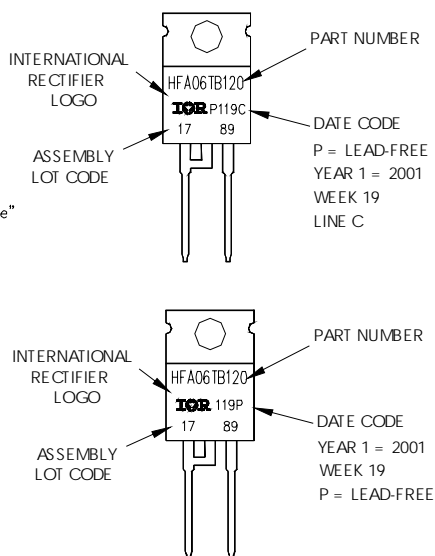 INTERNATIONAL
RECTIFIER
LOGO
PART NUMBER
HFA06TB120
IOR P119C
17 89
ASSEMBLY
LOT CODE
DATE CODE
P = LEAD-FREE
YEAR 1 = 2001
WEEK 19
LINE C
e"
INTERNATIONAL
RECTIFIER
LOGO
PART NUMBER
HFA06TB120
IOR 119P
17 89
ASSEMBLY
LOT CODE
DATE CODE
YEAR 1 = 2001
WEEK 19
P = LEAD-FREE